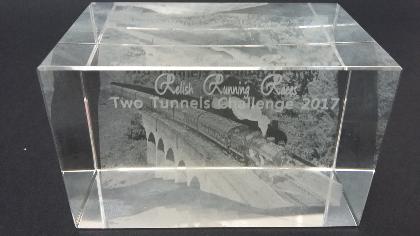 Relish Running Races
Two Tunnels Challenge 2017